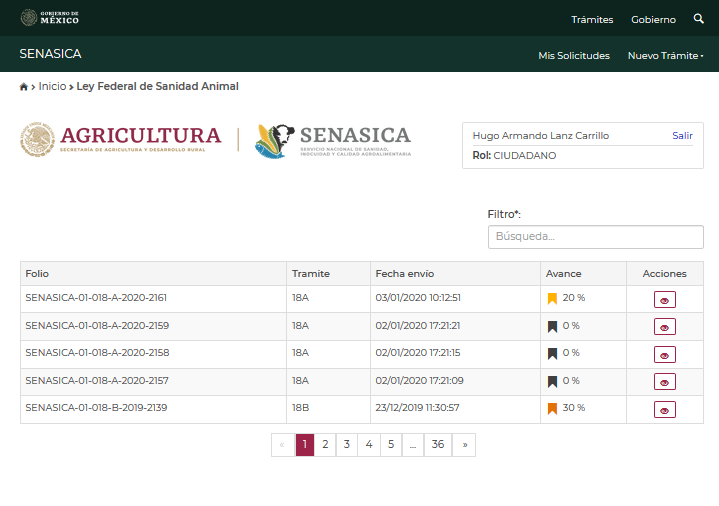 GOBIERNO DE
MÉXICO
Trámites Gobierno
SENASICA
Mis Solicitudes Nuevo Trámite
> Inicio > Ley Federal de Sanidad Animal
AGRICULTURA
SECRETARÍA DE AGRICULTURA Y DESARROLLO RURAL
SENASICA
SERVICIO NACIONAL DE SANIDAD,
INOCUIDAD Y CALIDAD AGROALIMENTARIA
Hugo Armando Lanz Carrillo Salir
Rol: CIUDADANO
Filtro*:
Búsqueda...
Folio Tramite Fecha envío Avance Acciones
SENASICA-01-018-A-2020-2161 18A 03/01/2020 10:12:51 20 %
SENASICA-01-018-A-2020-2159 18A 02/01/2020 17:21:21 0 %
SENASICA-01-018-A-2020-2158 18A 02/01/2020 17:21:15 0 %
SENASICA-01-018-A-2020-2157 18A 02/01/2020 17:21:09 0 %
SENASICA-01-018-B-2019-2139 18B 23/12/2019 11:30:57 30 %
« 1 2 3 4 5 ... 36 »